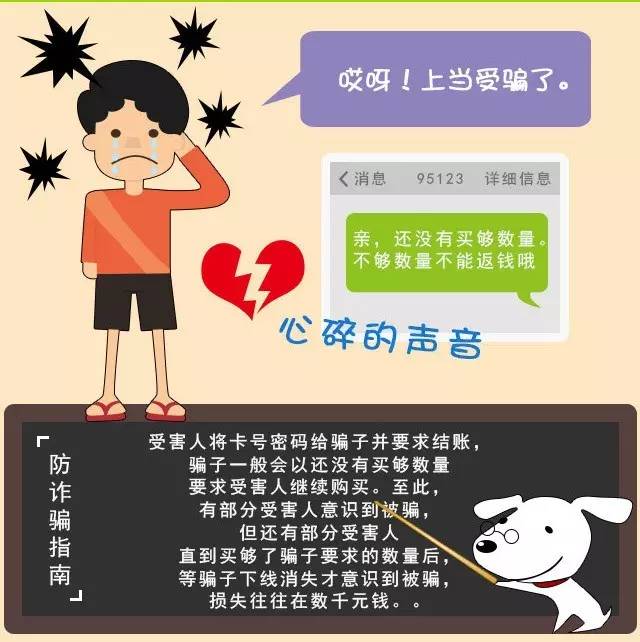 哎呀！上当受骗了。
消息 95123 详细信息
亲，还没有买够数量。
不够数量不能返钱哦
心碎的声音
防诈骗指南
受害人将卡号密码给骗子并要求结账，
骗子一般会以还没有买够数量
要求受害人继续购买。至此，
有部分受害人意识到被骗，
但还有部分受害人
直到买够了骗子要求的数量后，
等骗子下线消失才意识到被骗，
损失往往在数千元钱。。